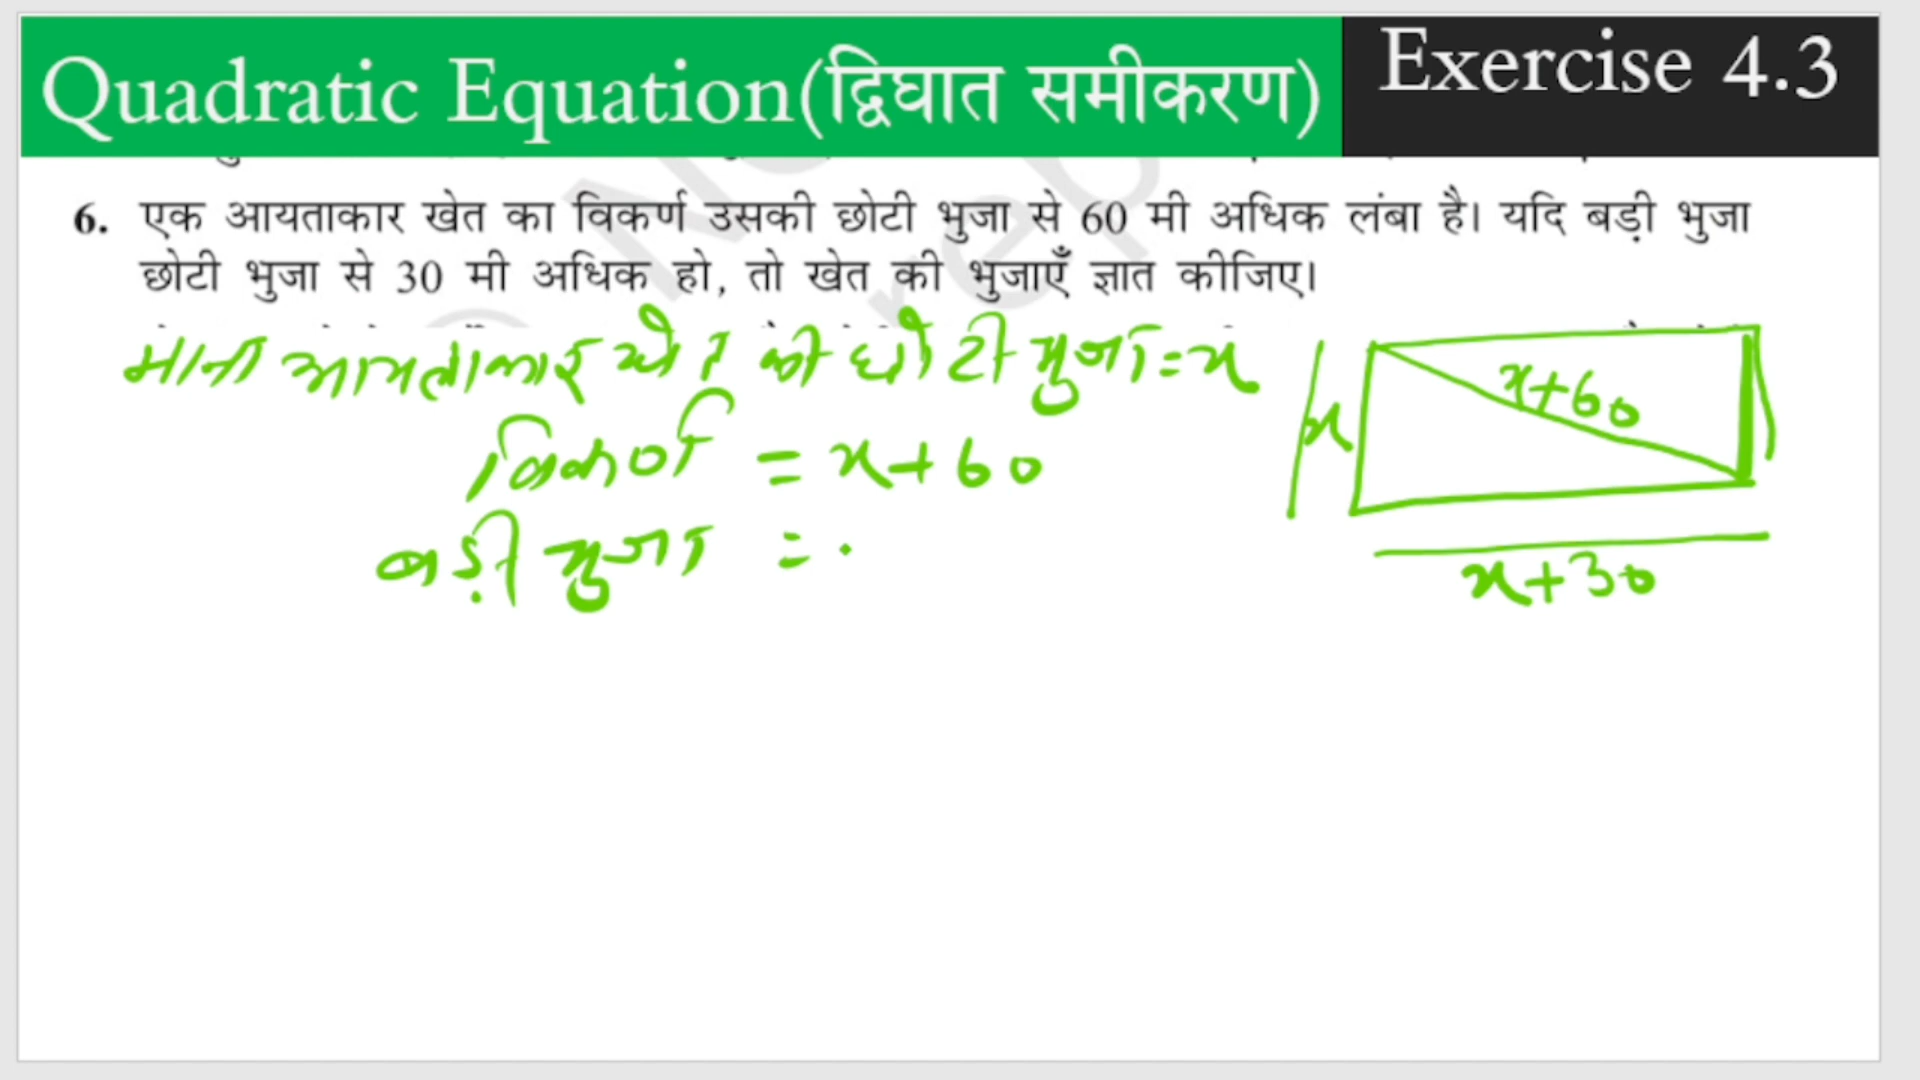 Quadratic Equation(द्विघात समीकरण)
Exercise 4.3
6. एक आयताकार खेत का विकर्ण उसकी छोटी भुजा से 60 मी अधिक लंबा है। यदि बड़ी भुजा
छोटी भुजा से 30 मी अधिक हो, तो खेत की भुजाएँ ज्ञात कीजिए।
माना आयताकार खेत की छोटी भुजा = x
विकर्ण = x+60
बड़ी भुजा =
x
x+60
x+30